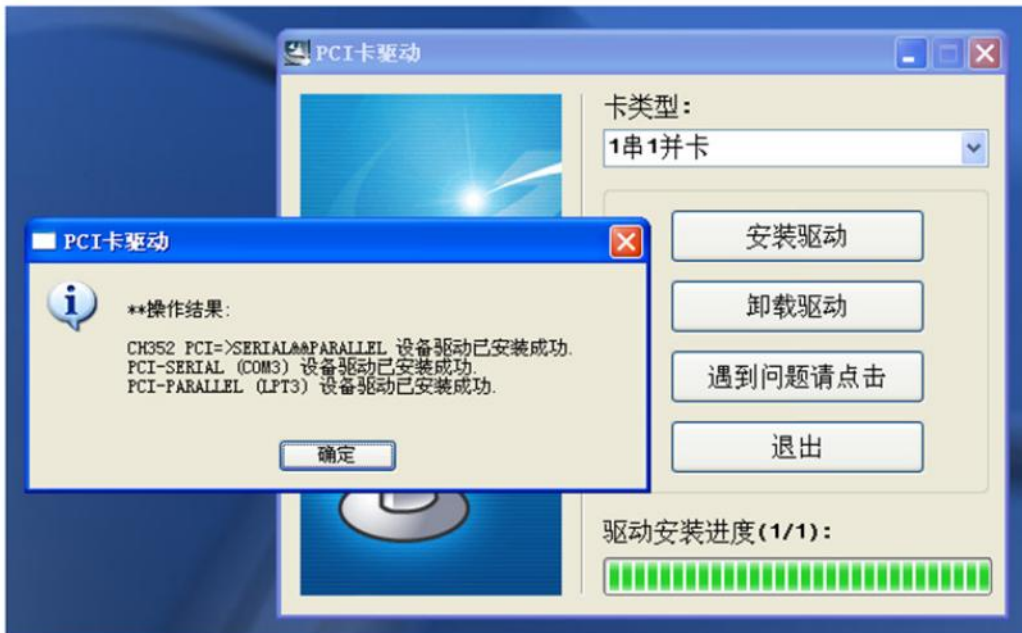 PCI卡驱动
卡类型:
1串1并卡
安装驱动
卸载驱动
遇到问题请点击
退出
驱动安装进度(1/1):
PCI卡驱动
**操作结果:
CH352 PCI=>SERIAL&&PARALLEL 设备驱动已安装成功.
PCI-SERIAL (COM3) 设备驱动已安装成功.
PCI-PARALLEL (LPT3) 设备驱动已安装成功.
确定